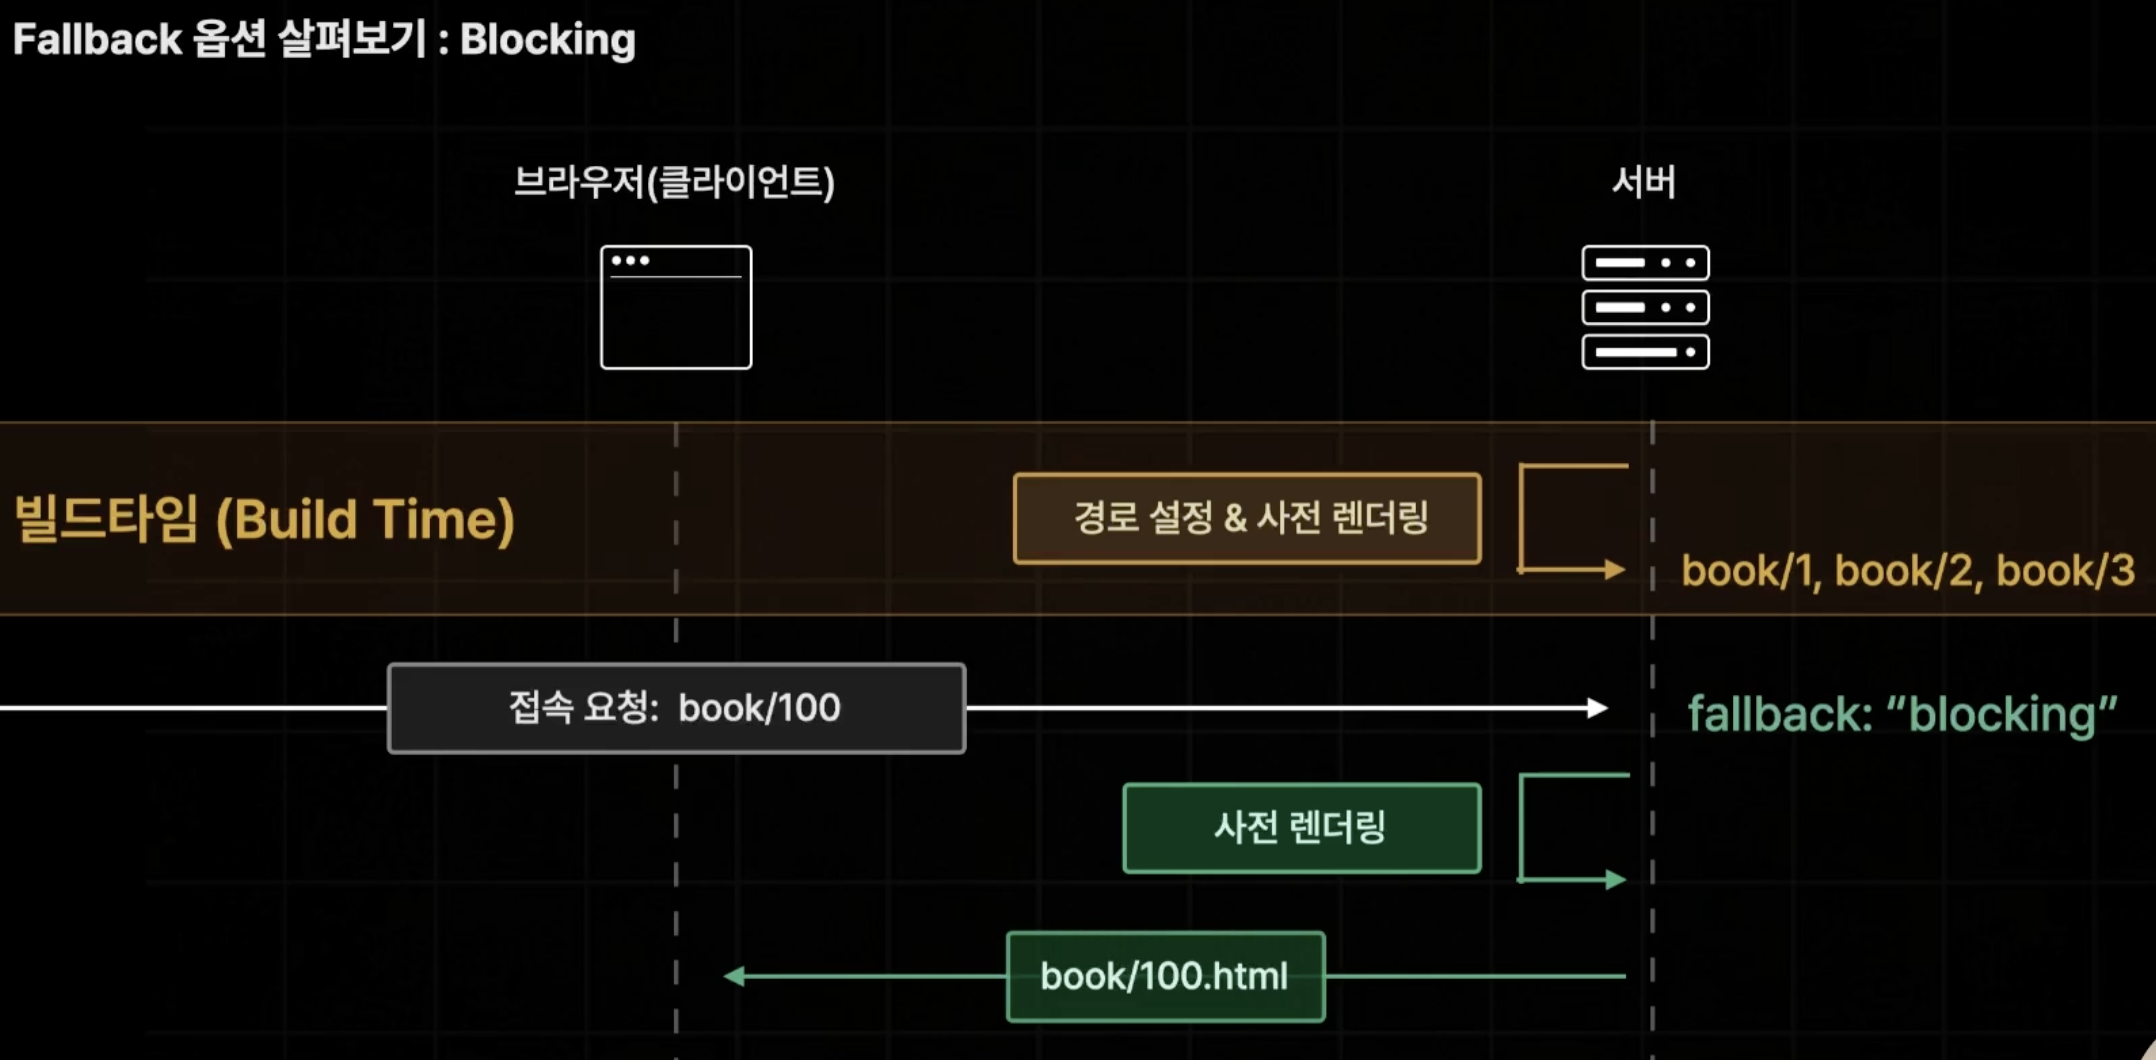 Fallback 옵션 살펴보기 : Blocking
브라우저(클라이언트)
서버
빌드타임 (Build Time)
경로 설정 & 사전 렌더링
book/1, book/2, book/3
접속 요청: book/100
fallback: “blocking”
사전 렌더링
book/100.html